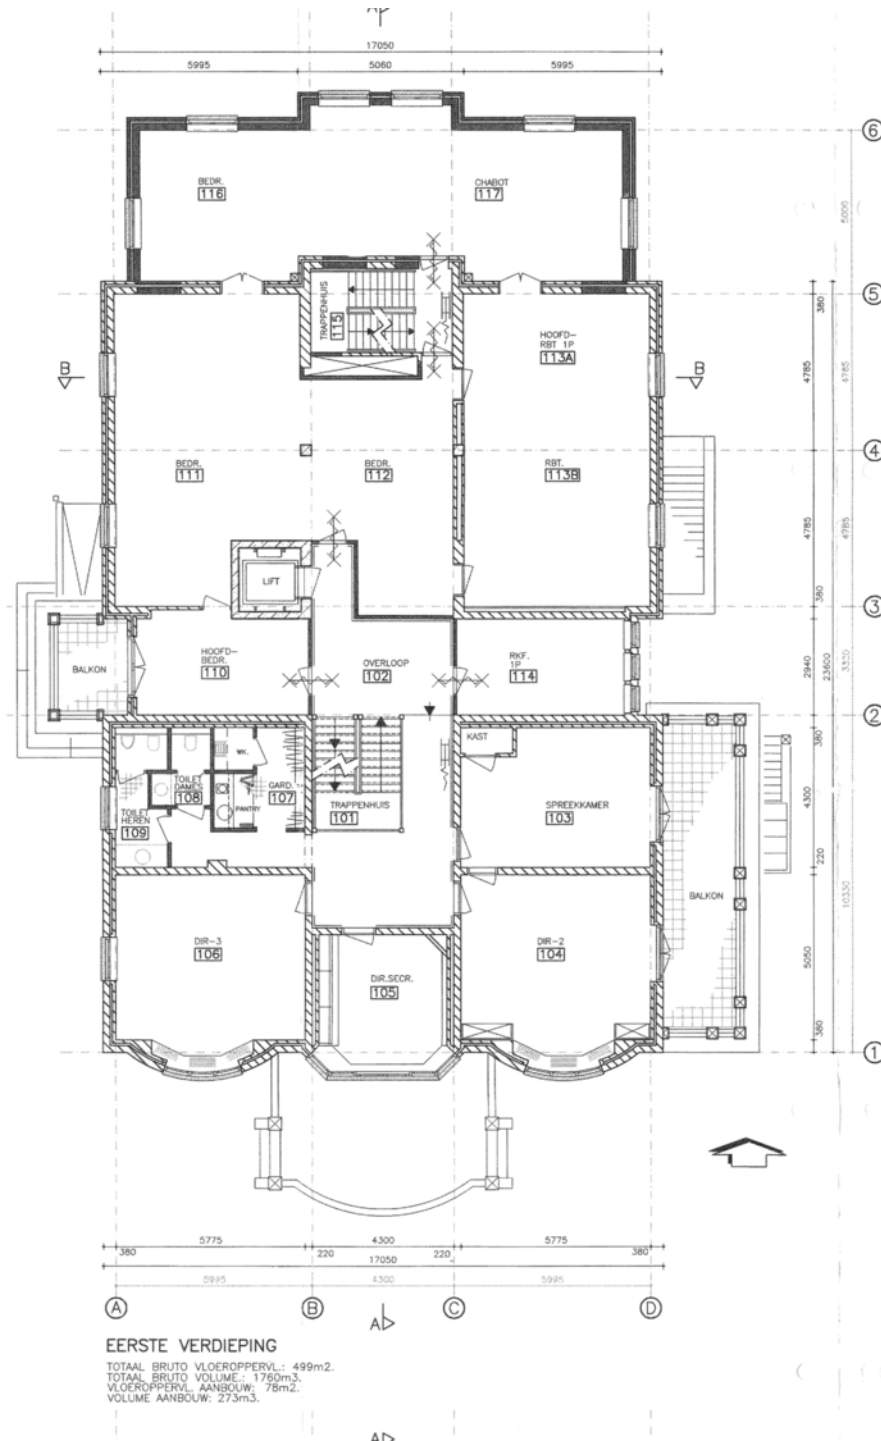 A
17050
5995 5060 5995
6
BEDR.
116
CHABOT
117
5000
5
TRAPPENHUIS
115
HOOFD-
RBT 1P
113A
380
B
B
4785
4785
4
BEDR.
111
BEDR.
112
RBT.
113B
4785
4785
LIFT
380
3
BALKON
HOOFD-
BEDR.
110
OVERLOOP
102
RKF.
1P
114
2940
23600
3320
2
KAST
380
WK.
TOILET
DAMES
108
GARD.
107
PANTRY
TOILET
HEREN
109
TRAPPENHUIS
101
SPREEKKAMER
103
4300
220
BALKON
10330
DIR-3
106
DIR-2
104
DIR.SECR.
105
5050
380
1
5775 4300 5775
380 220 220 380
17050
5995 4300 5995
A B C D
A
EERSTE VERDIEPING
TOTAAL BRUTO VLOEROPPERVL.: 499m2.
TOTAAL BRUTO VOLUME.: 1760m3.
VLOEROPPERVL. AANBOUW: 78m2.
VOLUME AANBOUW: 273m3.
A